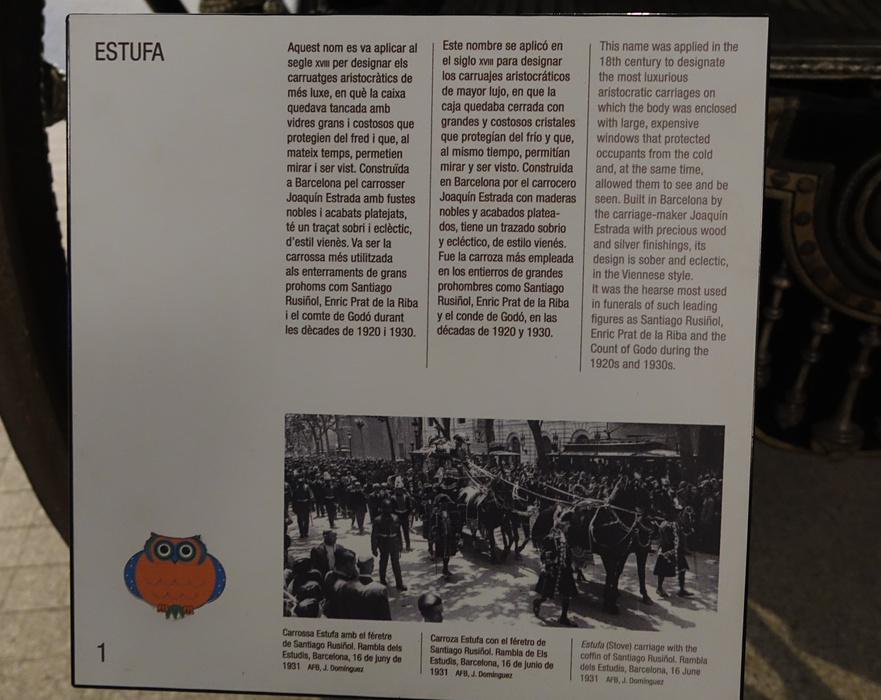 ESTUFA
Aquest nom es va aplicar al
segle XVIII per designar els
carruatges aristocràtics de
més luxe, en què la caixa
quedava tancada amb
vidres grans i costosos que
protegien del fred i que, al
mateix temps, permetien
mirar i ser vist. Construïda
a Barcelona pel carrosser
Joaquín Estrada amb fustes
nobles i acabats platejats,
té un traçat sobri i eclèctic,
d'estil vienès. Va ser la
carrossa més utilitzada
als enterraments de grans
prohoms com Santiago
Rusiñol, Enric Prat de la Riba
i el comte de Godó durant
les dècades de 1920 i 1930.
Este nombre se aplicó en
el siglo XVIII para designar
los carruajes aristocráticos
de mayor lujo, en que la
caja quedaba cerrada con
grandes y costosos cristales
que protegían del frío y que,
al mismo tiempo, permitían
mirar y ser visto. Construida
en Barcelona por el carrocero
Joaquín Estrada con maderas
nobles y acabados platea-
dos, tiene un trazado sobrio
y ecléctico, de estilo vienés.
Fue la carroza más empleada
en los entierros de grandes
prohombres como Santiago
Rusiñol, Enric Prat de la Riba
y el conde de Godó, en las
décadas de 1920 y 1930.
This name was applied in the
18th century to designate
the most luxurious
aristocratic carriages on
which the body was enclosed
with large, expensive
windows that protected
occupants from the cold
and, at the same time,
allowed them to see and be
seen. Built in Barcelona by
the carriage-maker Joaquín
Estrada with precious wood
and silver finishings, its
design is sober and eclectic,
in the Viennese style.
It was the hearse most used
in funerals of such leading
figures as Santiago Rusiñol,
Enric Prat de la Riba and the
Count of Godo during the
1920s and 1930s.
Carrossa Estufa amb el fèretre
de Santiago Rusiñol. Rambla dels
Estudis, Barcelona, 16 de juny de
1931 AFB, J. Domínguez
Carroza Estufa con el féretro de
Santiago Rusiñol. Rambla de Els
Estudis, Barcelona, 16 de junio de
1931 AFB, J. Domínguez
Estufa (Stove) carriage with the
coffin of Santiago Rusiñol. Rambla
dels Estudis, Barcelona, 16 June
1931 AFB, J. Domínguez
1